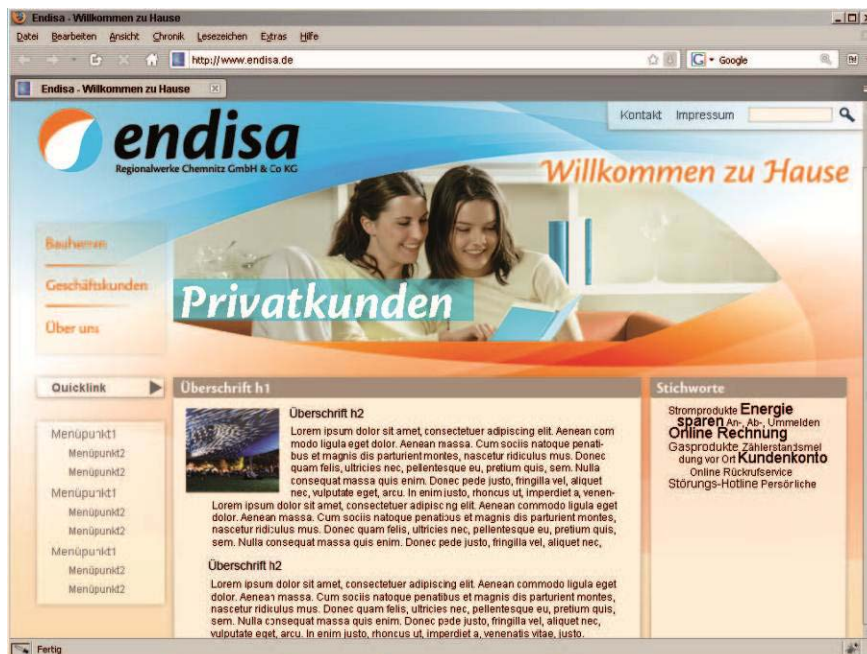 Endisa - Willkommen zu Hause
Datei Bearbeiten Ansicht Chronik Lesezeichen Extras Hilfe
http://www.endisa.de
Google
Endisa - Willkommen zu Hause
Kontakt Impressum
endisa
Regionalwerke Chemnitz GmbH & Co KG
Willkommen zu Hause
Bauherren
Geschäftskunden
Über uns
Privatkunden
Quicklink
Menüpunkt1
Menüpunkt2
Menüpunkt2
Menüpunkt1
Menüpunkt2
Menüpunkt2
Menüpunkt1
Menüpunkt2
Menüpunkt2
Überschrift h1
Überschrift h2
Lorem ipsum dolor sit amet, consectetuer adipiscing elit. Aenean com
modo ligula eget dolor. Aenean massa. Cum sociis natoque penati-
bus et magnis dis parturient montes, nascetur ridiculus mus. Donec
quam felis, ultricies nec, pellentesque eu, pretium quis, sem. Nulla
consequat massa quis enim. Donec pede justo, fringilla vel, aliquet
nec, vulputate eget, arcu. In enim justo, rhoncus ut, imperdiet a, venen-
Lorem ipsum dolor sit amet, consectetuer adipiscing elit. Aenean commodo ligula eget
dolor. Aenean massa. Cum sociis natoque penatibus et magnis dis parturient montes,
nascetur ridiculus mus. Donec quam felis, ultricies nec, pellentesque eu, pretium quis,
sem. Nulla consequat massa quis enim. Donec pede justo, fringilla vel, aliquet nec,
Überschrift h2
Lorem ipsum dolor sit amet, consectetuer adipiscing elit. Aenean commodo ligula eget
dolor. Aenean massa. Cum sociis natoque penatibus et magnis dis parturient montes,
nascetur ridiculus mus. Donec quam felis, ultricies nec, pellentesque eu, pretium quis,
sem. Nulla consequat massa quis enim. Donec pede justo, fringilla vel, aliquet nec,
vulputate eget, arcu. In enim justo, rhoncus ut, imperdiet a, venenatis vitae, justo.
Stichworte
Stromprodukte Energie
sparen An-, Ab-, Ummelden
Online Rechnung
Gasprodukte Zählerstandsmel
dung vor Ort Kundenkonto
Online Rückrufservice
Störungs-Hotline Persörliche
Fertig